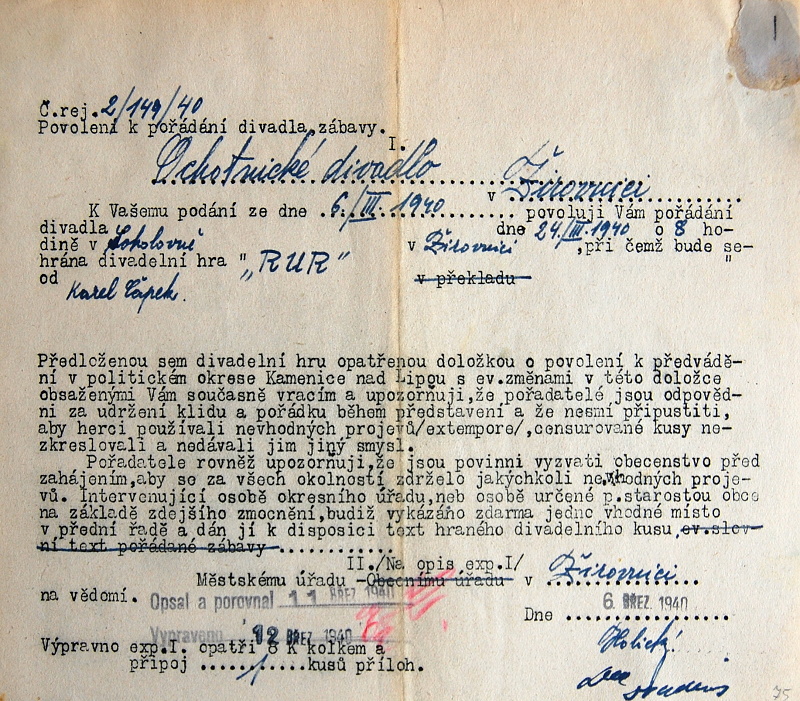 Č.rej. 2/149/40
Povolení k pořádání divadla, zábavy.
I.
Ochotnické divadlo v Žirovnici
K Vašemu podání ze dne 6./III. 1940 povoluji Vám pořádání
divadla dne 24./III. 1940 o 8 ho-
dině v Sokolovně v Žirovnici, při čemž bude se-
hrána divadelní hra "„RUR" "
od Karel Čapek. v překladu
Předloženou sem divadelní hru opatřenou doložkou o povolení k předvádě-
ní v politickém okrese Kamenice nad Lipou s ev.změnami v této doložce
obsaženými Vám současně vracím a upozorňuji,že pořadatelé jsou odpověd-
ni za udržení klidu a pořádku během představení a že nesmí připustiti,
aby herci používali nevhodných projevů/extempore/,censurované kusy ne-
zkreslovali a nedávali jim jiný smysl.
Pořadatele rovněž upozorňuji,že jsou povinni vyzvati obecenstvo před
zahájením,aby se za všech okolností zdrželo jakýchkoli nevhodných proje-
vů. Intervenující osobě okresního úřadu,neb osobě určené p.starostou obce
na základě zdejšího zmocnění,budiž vykázáno zdarma jedno vhodné místo
v přední řadě a dán jí k disposici text hraného divadelního kusu,ev.slov-
ní text pořádané zábavy
II./Na opis exp.I/
Městskému úřadu -Obecnímu úřadu v Žirovnici
na vědomí. Opsal a porovnal 11 BŘEZ. 1940
6 BŘEZ. 1940
Dne
Vypraveno 12 BŘEZ. 1940
Výpravno exp.I. opatři 8 K kolkem a
připoj 1 kusů příloh.
75